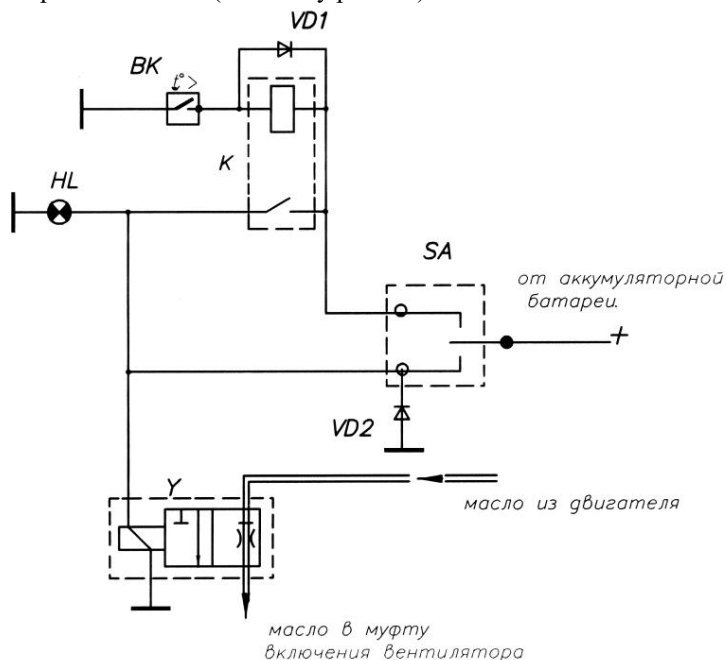 VD1
BK
t°>
K
HL
SA
от аккумуляторной
батареи.
+
VD2
Y
масло из двигателя
масло в муфту
включения вентилятора